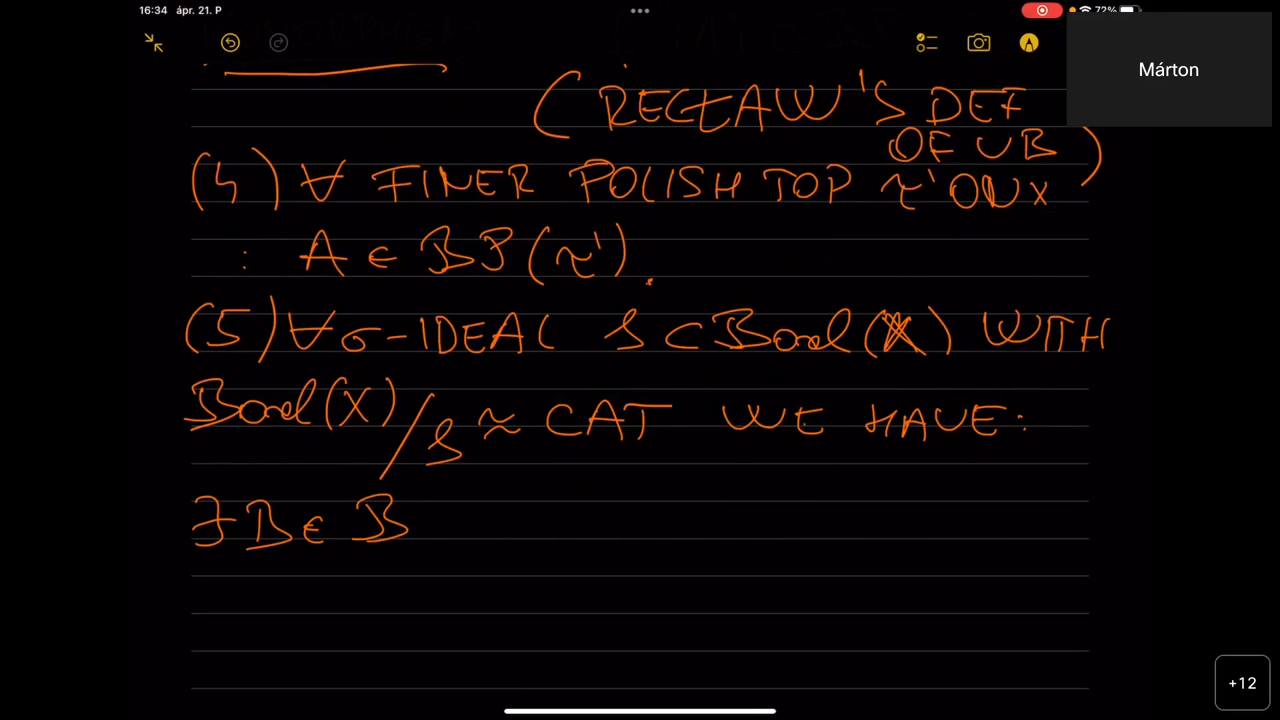 16:34 ápr. 21. P
72%
Márton
(RECŁAW'S DEF
OF UB)
(4) ∀ FINER POLISH TOP τ' ON X
: A ∈ BP(τ').
(5) ∀ σ-IDEAL I ⊂ Borel(X) WITH
Borel(X)/I ≈ CAT WE HAVE:
∃ B ∈ B
+12